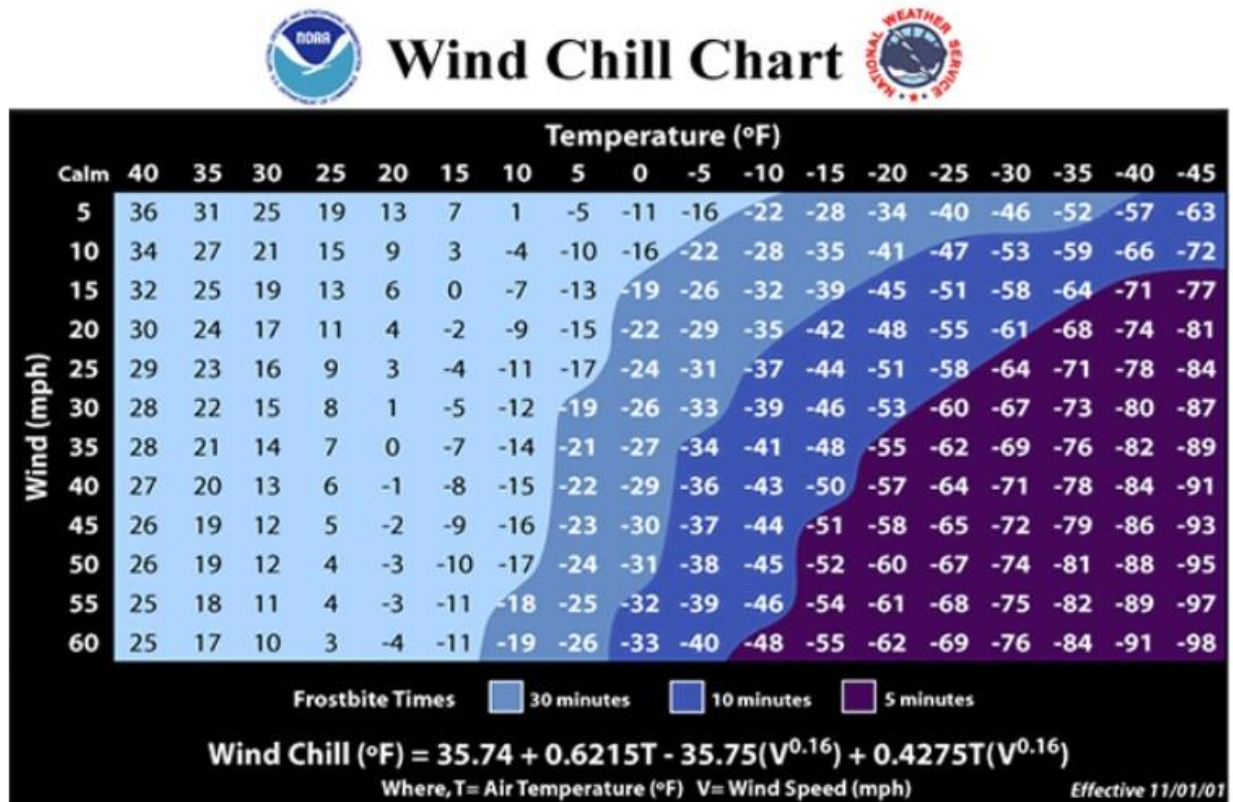 NOAA
Wind Chill Chart
NATIONAL WEATHER SERVICE
Temperature (ºF)
Calm 40 35 30 25 20 15 10 5 0 -5 -10 -15 -20 -25 -30 -35 -40 -45
5 36 31 25 19 13 7 1 -5 -11 -16 -22 -28 -34 -40 -46 -52 -57 -63
10 34 27 21 15 9 3 -4 -10 -16 -22 -28 -35 -41 -47 -53 -59 -66 -72
15 32 25 19 13 6 0 -7 -13 -19 -26 -32 -39 -45 -51 -58 -64 -71 -77
20 30 24 17 11 4 -2 -9 -15 -22 -29 -35 -42 -48 -55 -61 -68 -74 -81
25 29 23 16 9 3 -4 -11 -17 -24 -31 -37 -44 -51 -58 -64 -71 -78 -84
30 28 22 15 8 1 -5 -12 -19 -26 -33 -39 -46 -53 -60 -67 -73 -80 -87
35 28 21 14 7 0 -7 -14 -21 -27 -34 -41 -48 -55 -62 -69 -76 -82 -89
40 27 20 13 6 -1 -8 -15 -22 -29 -36 -43 -50 -57 -64 -71 -78 -84 -91
45 26 19 12 5 -2 -9 -16 -23 -30 -37 -44 -51 -58 -65 -72 -79 -86 -93
50 26 19 12 4 -3 -10 -17 -24 -31 -38 -45 -52 -60 -67 -74 -81 -88 -95
55 25 18 11 4 -3 -11 -18 -25 -32 -39 -46 -54 -61 -68 -75 -82 -89 -97
60 25 17 10 3 -4 -11 -19 -26 -33 -40 -48 -55 -62 -69 -76 -84 -91 -98
Wind (mph)
Frostbite Times 30 minutes 10 minutes 5 minutes
Wind Chill (ºF) = 35.74 + 0.6215T - 35.75(V^0.16) + 0.4275T(V^0.16)
Where, T= Air Temperature (ºF) V= Wind Speed (mph)
Effective 11/01/01